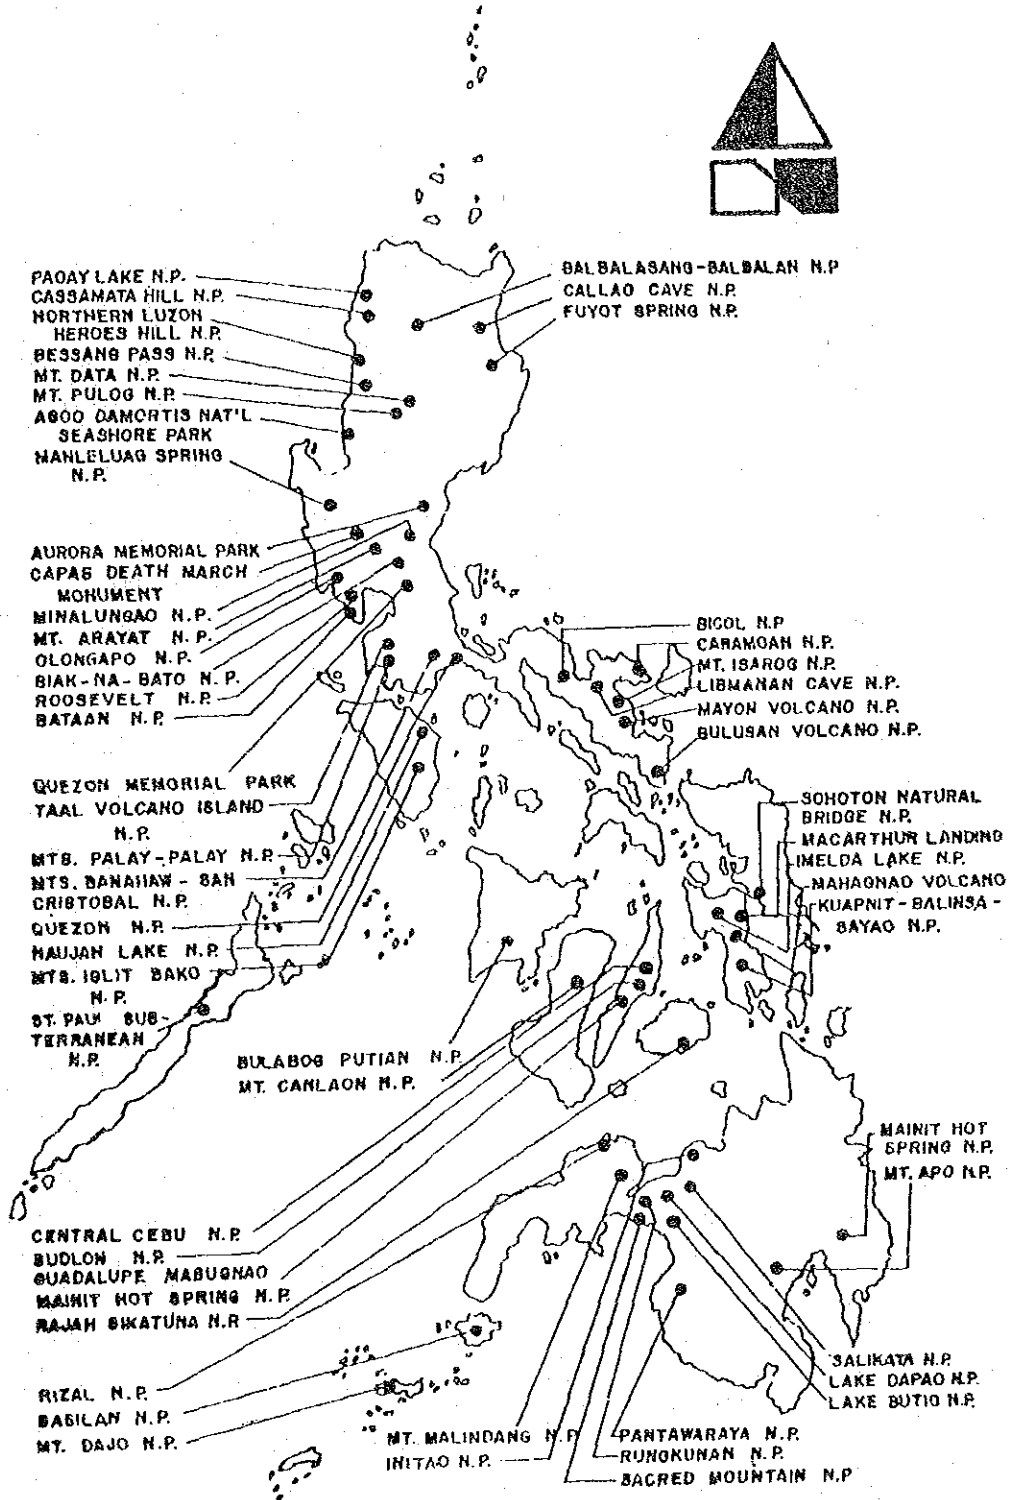 PAOAY LAKE N.P.
CASSAMATA HILL N.P.
NORTHERN LUZON
HEROES HILL N.P.
BESSANG PASS N.P.
MT. DATA N.P.
MT. PULOG N.P.
AGOO DAMORTIS NAT'L
SEASHORE PARK
MANLELUAG SPRING
N.P.
BALBALASANG-BALBALAN N.P
CALLAO CAVE N.P.
FUYOT SPRING N.P.
AURORA MEMORIAL PARK
CAPAS DEATH MARCH
MONUMENT
MINALUNGAO N.P.
MT. ARAYAT N.P.
OLONGAPO N.P.
BIAK-NA-BATO N.P.
ROOSEVELT N.P.
BATAAN N.P.
BICOL N.P
CARAMOAN N.P.
MT. ISAROG N.P.
LIBMANAN CAVE N.P.
MAYON VOLCANO N.P.
BULUSAN VOLCANO N.P.
QUEZON MEMORIAL PARK
TAAL VOLCANO ISLAND
N.P.
MTS. PALAY-PALAY N.P.
MTS. BANAHAW - SAN
CRISTOBAL N.P.
QUEZON N.P.
NAUJAN LAKE N.P.
MTS. IGLIT BAKO
N.P.
ST. PAUL SUB-
TERRANEAN
N.P.
SOHOTON NATURAL
BRIDGE N.P.
MACARTHUR LANDING
IMELDA LAKE N.P.
MAHAGNAO VOLCANO
KUAPNIT-BALINSA-
SAYAO N.P.
BULABOG PUTIAN N.P.
MT. CANLAON N.P.
MAINIT HOT
SPRING N.P.
MT. APO N.P.
CENTRAL CEBU N.P.
SUDLON N.P.
GUADALUPE MABUGNAO
MAINIT HOT SPRING N.P.
RAJAH SIKATUNA N.P.
RIZAL N.P.
BASILAN N.P.
MT. DAJO N.P.
MT. MALINDANG N.P
INITAO N.P.
PANTAWARAYA N.P.
RUNGKUNAN N.P.
SACRED MOUNTAIN N.P
SALIKATA N.P.
LAKE DAPAO N.P.
LAKE BUTIG N.P.